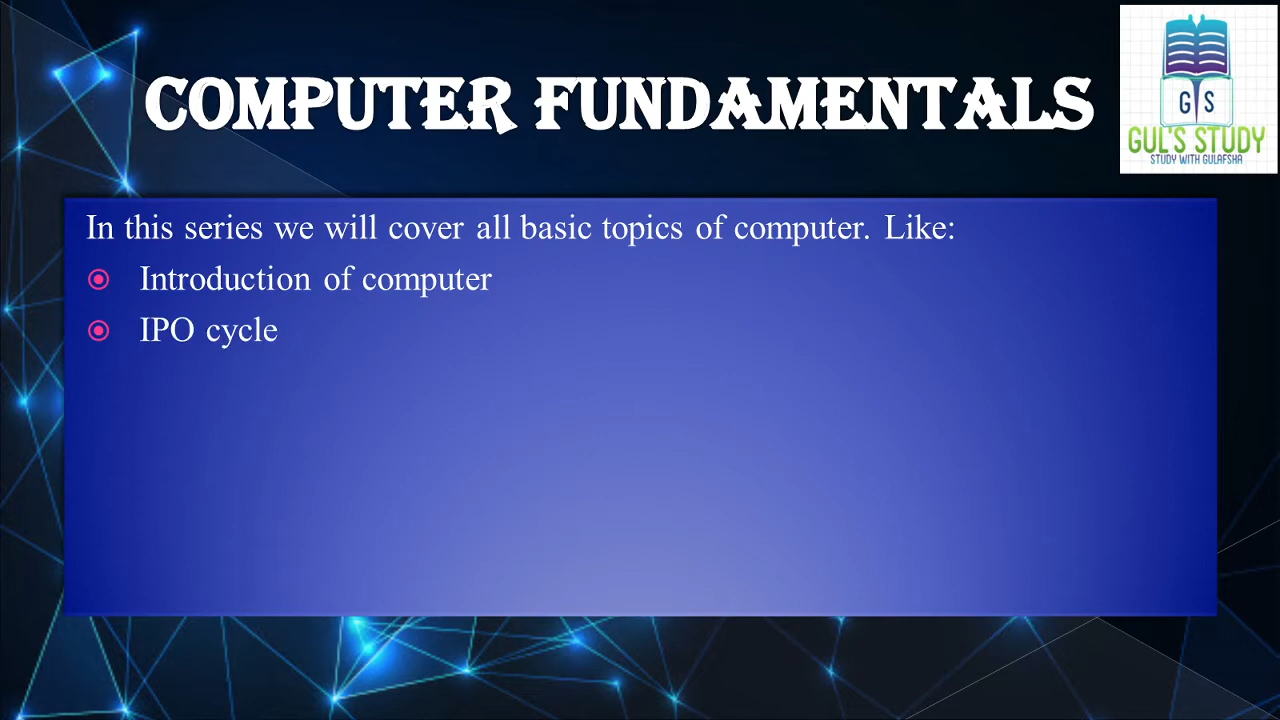 COMPUTER FUNDAMENTALS
G S
GUL'S STUDY
STUDY WITH GULAFSHA
In this series we will cover all basic topics of computer. Like:
Introduction of computer
IPO cycle